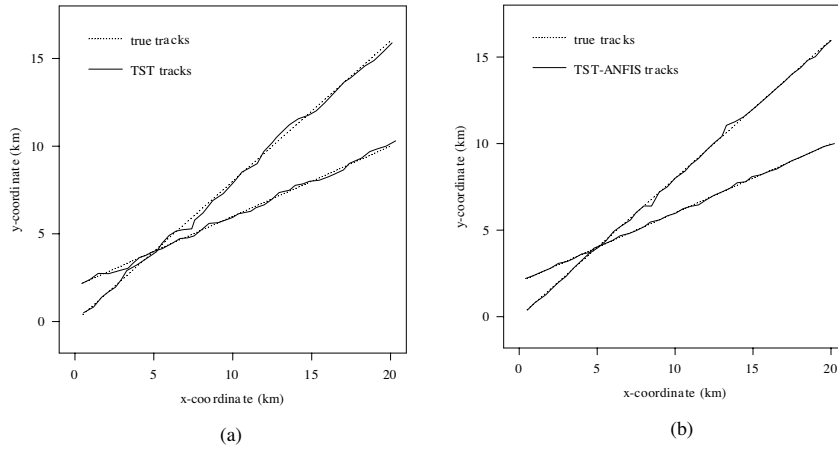 true tracks
TST tracks
y-coordinate (km)
15
10
5
0
0 5 10 15 20
x-coordinate (km)
(a)
true tracks
TST-ANFIS tracks
y-coordinate (km)
15
10
5
0
0 5 10 15 20
x-coordinate (km)
(b)